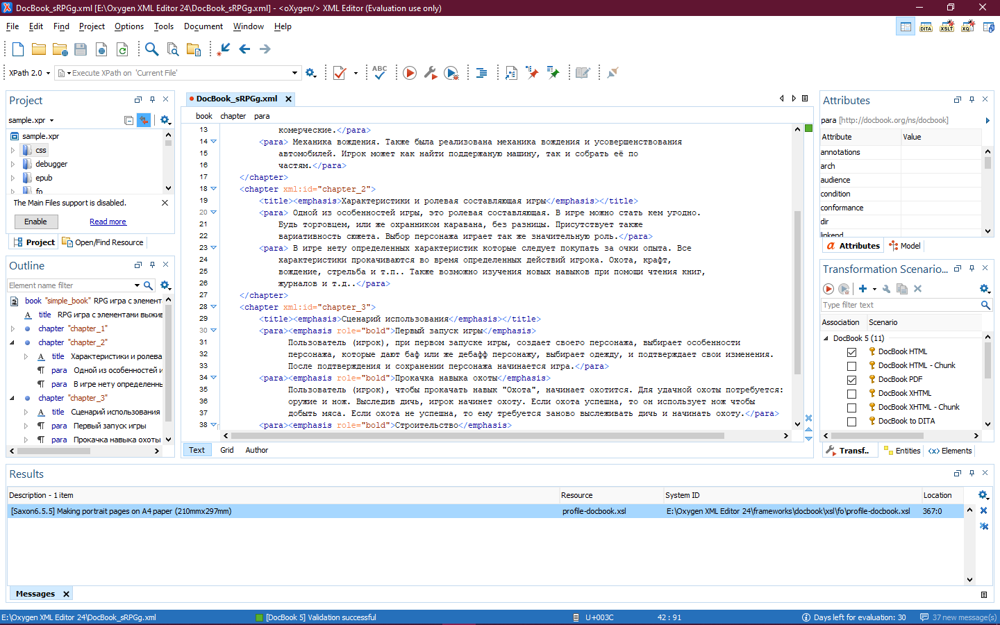 DocBook_sRPGg.xml [E:\Oxygen XML Editor 24\DocBook_sRPGg.xml] - <oXygen/> XML Editor (Evaluation use only)
File Edit Find Project Options Tools Document Window Help
DITA XSLT XQ
XPath 2.0 Execute XPath on 'Current File' ABC
Project
sample.xpr
sample.xpr
css
debugger
epub
fo
The Main Files support is disabled.
Enable Read more
Project Open/Find Resource
Outline
Element name filter
book "simple_book" RPG игра с элемент
title RPG игра с элементами выжив
chapter "chapter_1"
chapter "chapter_2"
title Характеристики и ролева
para Одной из особенностей и
para В игре нету определеннь
chapter "chapter_3"
title Сценарий использования
para Первый запуск игры
para Прокачка навыка охоты
DocBook_sRPGg.xml
book chapter para
13 комерческие.</para>
14 <para> Механика вождения. Также была реализована механика вождения и усовершенствования
15 автомобилей. Игрок может как найти поддержаную машину, так и собрать её по
16 частям.</para>
17 </chapter>
18 <chapter xml:id="chapter_2">
19 <title><emphasis>Характеристики и ролевая составляющая игры</emphasis></title>
20 <para> Одной из особенностей игры, это ролевая составляющая. В игре можно стать кем угодно.
21 Будь торговцем, или же охранником каравана, без разницы. Присутствует также
22 вариативность сюжета. Выбор персонажа играет так же значительную роль.</para>
23 <para> В игре нету определенных характеристик которые следует покупать за очки опыта. Все
24 характеристики прокачиваются во время определенных действий игрока. Охота, крафт,
25 вождение, стрельба и т.п.. Также возможно изучения новых навыков при помощи чтения книг,
26 журналов и т.д..</para>
27 </chapter>
28 <chapter xml:id="chapter_3">
29 <title><emphasis>Сценарий использования</emphasis></title>
30 <para><emphasis role="bold">Первый запуск игры</emphasis>
31 Пользователь (игрок), при первом запуске игры, создает своего персонажа, выбирает особенности
32 персонажа, которые дают баф или же дебафф персонажу, выбирает одежду, и подтверждает свои изменения.
33 После подтверждения и сохранении персонажа начинается игра.</para>
34 <para><emphasis role="bold">Прокачка навыка охоты</emphasis>
35 Пользователь (игрок), чтобы прокачать навык "Охота", начинает охотится. Для удачной охоты потребуется:
36 оружие и нож. Выследив дичь, игрок начинет охоту. Если охота успешна, то он использует нож чтобы
37 добыть мяса. Если охота не успешна, то ему требуется заново выслеживать дичь и начинать охоту.</para>
38 <para><emphasis role="bold">Строительство</emphasis>
Text Grid Author
Attributes
para [http://docbook.org/ns/docbook]
Attribute Value
annotations
arch
audience
condition
conformance
dir
linkend
Attributes Model
Transformation Scenario...
Type filter text
Association Scenario
DocBook 5 (11)
DocBook HTML
DocBook HTML - Chunk
DocBook PDF
DocBook XHTML
DocBook XHTML - Chunk
DocBook to DITA
Transf.. Entities Elements
Results
Description - 1 item Resource System ID Location
[Saxon6.5.5] Making portrait pages on A4 paper (210mmx297mm) profile-docbook.xsl E:\Oxygen XML Editor 24\frameworks\docbook\xsl\fo\profile-docbook.xsl 367:0
Messages
E:\Oxygen XML Editor 24\DocBook_sRPGg.xml [DocBook 5] Validation successful U+003C 42 : 91 Days left for evaluation: 30 37 new message(s)